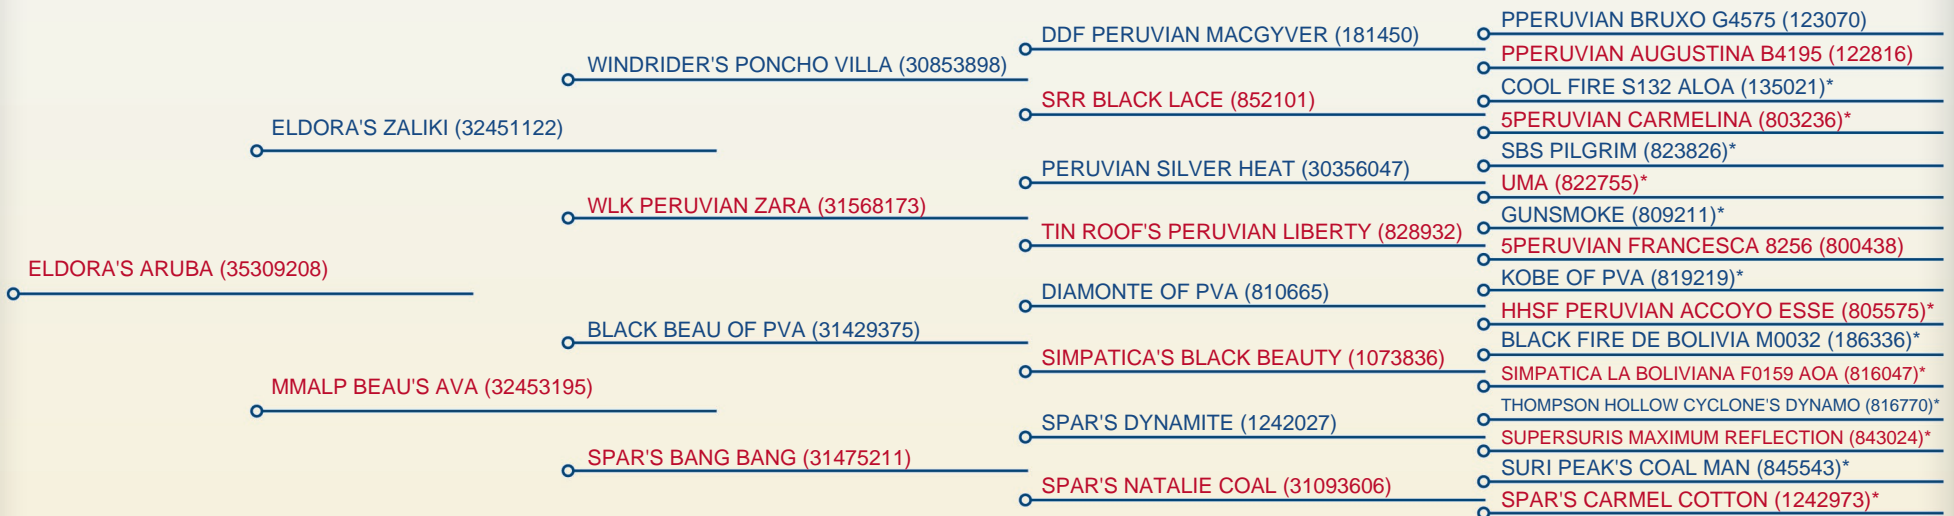 ELDORA'S ARUBA (35309208)
ELDORA'S ZALIKI (32451122)
MMALP BEAU'S AVA (32453195)
WINDRIDER'S PONCHO VILLA (30853898)
WLK PERUVIAN ZARA (31568173)
BLACK BEAU OF PVA (31429375)
SPAR'S BANG BANG (31475211)
DDF PERUVIAN MACGYVER (181450)
SRR BLACK LACE (852101)
PERUVIAN SILVER HEAT (30356047)
TIN ROOF'S PERUVIAN LIBERTY (828932)
DIAMONTE OF PVA (810665)
SIMPATICA'S BLACK BEAUTY (1073836)
SPAR'S DYNAMITE (1242027)
SPAR'S NATALIE COAL (31093606)
PPERUVIAN BRUXO G4575 (123070)
PPERUVIAN AUGUSTINA B4195 (122816)
COOL FIRE S132 ALOA (135021)*
5PERUVIAN CARMELINA (803236)*
SBS PILGRIM (823826)*
UMA (822755)*
GUNSMOKE (809211)*
5PERUVIAN FRANCESCA 8256 (800438)
KOBE OF PVA (819219)*
HHSF PERUVIAN ACCOYO ESSE (805575)*
BLACK FIRE DE BOLIVIA M0032 (186336)*
SIMPATICA LA BOLIVIANA F0159 AOA (816047)*
THOMPSON HOLLOW CYCLONE'S DYNAMO (816770)*
SUPERSURIS MAXIMUM REFLECTION (843024)*
SURI PEAK'S COAL MAN (845543)*
SPAR'S CARMEL COTTON (1242973)*